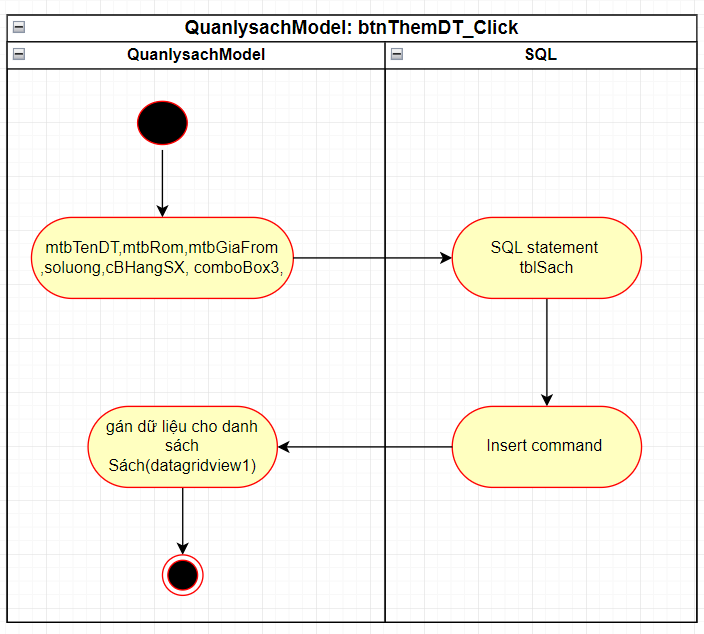 QuanlysachModel: btnThemDT_Click
QuanlysachModel
SQL
mtbTenDT,mtbRom,mtbGiaFrom
,soluong,cBHangSX, comboBox3,
SQL statement
tblSach
gán dữ liệu cho danh
sách
Sách(datagridview1)
Insert command